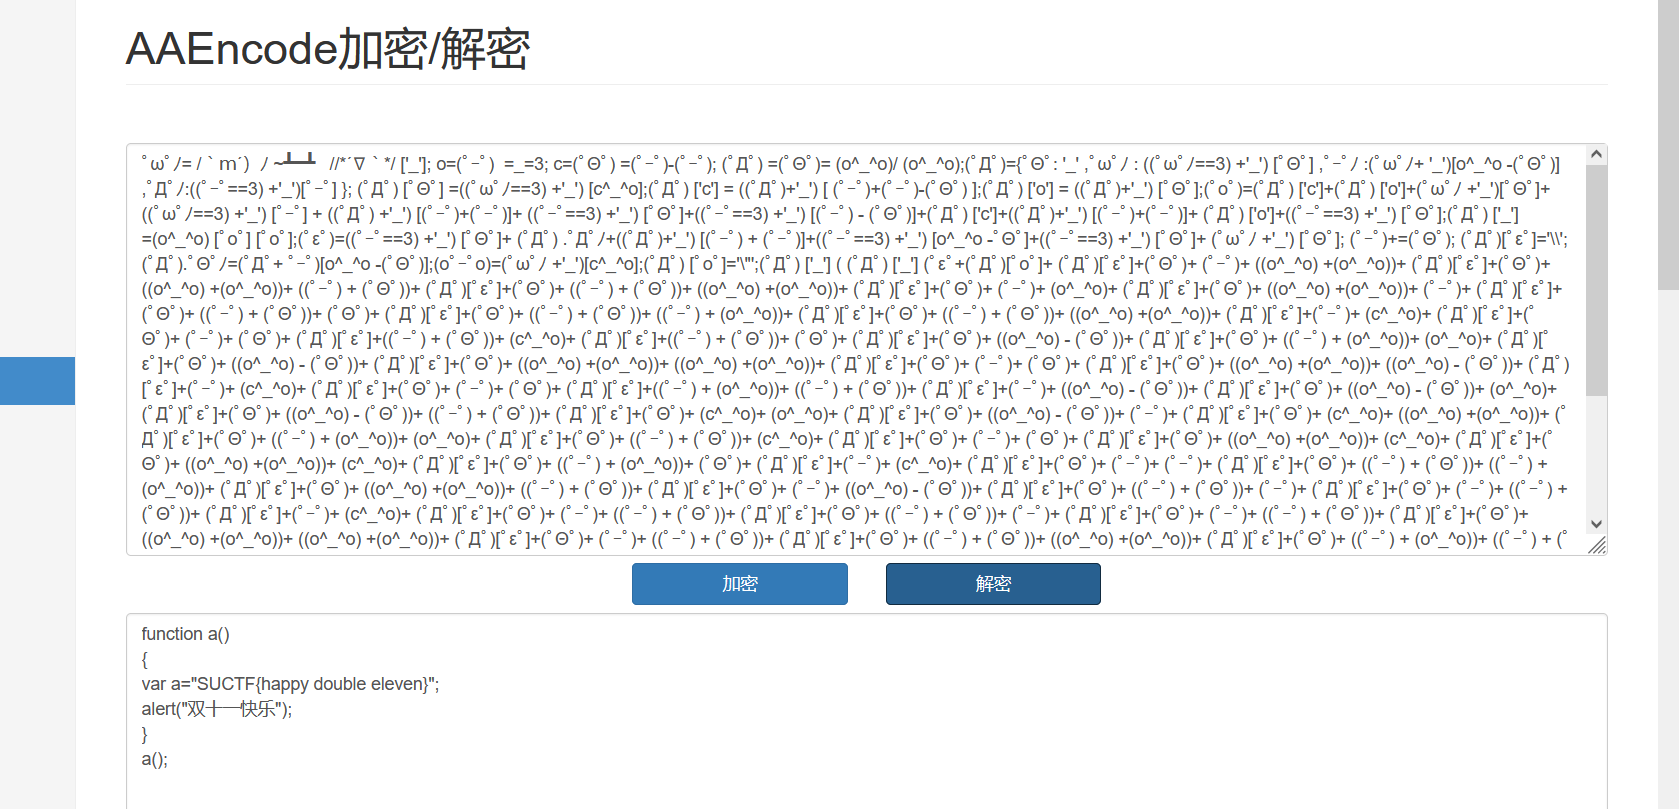 AAEncode加密/解密
ﾟωﾟﾉ= /｀ｍ´）ﾉ ~┻━┻   //*´∇｀*/ ['_']; o=(ﾟｰﾟ)  =_=3; c=(ﾟΘﾟ) =(ﾟｰﾟ)-(ﾟｰﾟ); (ﾟДﾟ) =(ﾟΘﾟ)= (o^_^o)/ (o^_^o);(ﾟДﾟ)={ﾟΘﾟ: '_' ,ﾟωﾟﾉ : ((ﾟωﾟﾉ==3) +'_') [ﾟΘﾟ] ,ﾟｰﾟﾉ :(ﾟωﾟﾉ+ '_')[o^_^o -(ﾟΘﾟ)]
,ﾟДﾟﾉ:((ﾟｰﾟ==3) +'_')[ﾟｰﾟ] }; (ﾟДﾟ) [ﾟΘﾟ] =((ﾟωﾟﾉ==3) +'_') [c^_^o];(ﾟДﾟ) ['c'] = ((ﾟДﾟ)+'_') [ (ﾟｰﾟ)+(ﾟｰﾟ)-(ﾟΘﾟ) ];(ﾟДﾟ) ['o'] = ((ﾟДﾟ)+'_') [ﾟΘﾟ];(ﾟoﾟ)=(ﾟДﾟ) ['c']+(ﾟДﾟ) ['o']+(ﾟωﾟﾉ +'_')[ﾟΘﾟ]+
((ﾟωﾟﾉ==3) +'_') [ﾟｰﾟ] + ((ﾟДﾟ) +'_') [(ﾟｰﾟ)+(ﾟｰﾟ)]+ ((ﾟｰﾟ==3) +'_') [ﾟΘﾟ]+((ﾟｰﾟ==3) +'_') [(ﾟｰﾟ) - (ﾟΘﾟ)]+(ﾟДﾟ) ['c']+((ﾟДﾟ)+'_') [(ﾟｰﾟ)+(ﾟｰﾟ)]+ (ﾟДﾟ) ['o']+((ﾟｰﾟ==3) +'_') [ﾟΘﾟ];(ﾟДﾟ) ['_']
=(o^_^o) [ﾟoﾟ] [ﾟoﾟ];(ﾟεﾟ)=((ﾟｰﾟ==3) +'_') [ﾟΘﾟ]+ (ﾟДﾟ) .ﾟДﾟﾉ+((ﾟДﾟ)+'_') [(ﾟｰﾟ) + (ﾟｰﾟ)]+((ﾟｰﾟ==3) +'_') [o^_^o -ﾟΘﾟ]+((ﾟｰﾟ==3) +'_') [ﾟΘﾟ]+ (ﾟωﾟﾉ +'_') [ﾟΘﾟ]; (ﾟｰﾟ)+=(ﾟΘﾟ); (ﾟДﾟ)[ﾟεﾟ]='\\';
(ﾟДﾟ).ﾟΘﾟﾉ=(ﾟДﾟ+ ﾟｰﾟ)[o^_^o -(ﾟΘﾟ)];(oﾟｰﾟo)=(ﾟωﾟﾉ +'_')[c^_^o];(ﾟДﾟ) [ﾟoﾟ]='\"';(ﾟДﾟ) ['_'] ( (ﾟДﾟ) ['_'] (ﾟεﾟ+(ﾟДﾟ)[ﾟoﾟ]+ (ﾟДﾟ)[ﾟεﾟ]+(ﾟΘﾟ)+ (ﾟｰﾟ)+ ((o^_^o) +(o^_^o))+ (ﾟДﾟ)[ﾟεﾟ]+(ﾟΘﾟ)+
((o^_^o) +(o^_^o))+ ((ﾟｰﾟ) + (ﾟΘﾟ))+ (ﾟДﾟ)[ﾟεﾟ]+(ﾟΘﾟ)+ ((ﾟｰﾟ) + (ﾟΘﾟ))+ ((o^_^o) +(o^_^o))+ (ﾟДﾟ)[ﾟεﾟ]+(ﾟΘﾟ)+ (ﾟｰﾟ)+ (o^_^o)+ (ﾟДﾟ)[ﾟεﾟ]+(ﾟΘﾟ)+ ((o^_^o) +(o^_^o))+ (ﾟｰﾟ)+ (ﾟДﾟ)[ﾟεﾟ]+
(ﾟΘﾟ)+ ((ﾟｰﾟ) + (ﾟΘﾟ))+ (ﾟΘﾟ)+ (ﾟДﾟ)[ﾟεﾟ]+(ﾟΘﾟ)+ ((ﾟｰﾟ) + (ﾟΘﾟ))+ ((ﾟｰﾟ) + (o^_^o))+ (ﾟДﾟ)[ﾟεﾟ]+(ﾟΘﾟ)+ ((ﾟｰﾟ) + (ﾟΘﾟ))+ ((o^_^o) +(o^_^o))+ (ﾟДﾟ)[ﾟεﾟ]+(ﾟｰﾟ)+ (c^_^o)+ (ﾟДﾟ)[ﾟεﾟ]+(ﾟ
Θﾟ)+ (ﾟｰﾟ)+ (ﾟΘﾟ)+ (ﾟДﾟ)[ﾟεﾟ]+((ﾟｰﾟ) + (ﾟΘﾟ))+ (c^_^o)+ (ﾟДﾟ)[ﾟεﾟ]+((ﾟｰﾟ) + (ﾟΘﾟ))+ (ﾟΘﾟ)+ (ﾟДﾟ)[ﾟεﾟ]+(ﾟΘﾟ)+ ((o^_^o) - (ﾟΘﾟ))+ (ﾟДﾟ)[ﾟεﾟ]+(ﾟΘﾟ)+ ((ﾟｰﾟ) + (o^_^o))+ (o^_^o)+ (ﾟДﾟ)[ﾟ
εﾟ]+(ﾟΘﾟ)+ ((o^_^o) - (ﾟΘﾟ))+ (ﾟДﾟ)[ﾟεﾟ]+(ﾟΘﾟ)+ ((o^_^o) +(o^_^o))+ ((o^_^o) +(o^_^o))+ (ﾟДﾟ)[ﾟεﾟ]+(ﾟΘﾟ)+ (ﾟｰﾟ)+ (ﾟΘﾟ)+ (ﾟДﾟ)[ﾟεﾟ]+(ﾟΘﾟ)+ ((o^_^o) +(o^_^o))+ ((o^_^o) - (ﾟΘﾟ))+ (ﾟДﾟ)
[ﾟεﾟ]+(ﾟｰﾟ)+ (c^_^o)+ (ﾟДﾟ)[ﾟεﾟ]+(ﾟΘﾟ)+ (ﾟｰﾟ)+ (ﾟΘﾟ)+ (ﾟДﾟ)[ﾟεﾟ]+((ﾟｰﾟ) + (o^_^o))+ ((ﾟｰﾟ) + (ﾟΘﾟ))+ (ﾟДﾟ)[ﾟεﾟ]+(ﾟｰﾟ)+ ((o^_^o) - (ﾟΘﾟ))+ (ﾟДﾟ)[ﾟεﾟ]+(ﾟΘﾟ)+ ((o^_^o) - (ﾟΘﾟ))+ (o^_^o)+
(ﾟДﾟ)[ﾟεﾟ]+(ﾟΘﾟ)+ ((o^_^o) - (ﾟΘﾟ))+ ((ﾟｰﾟ) + (ﾟΘﾟ))+ (ﾟДﾟ)[ﾟεﾟ]+(ﾟΘﾟ)+ (c^_^o)+ (o^_^o)+ (ﾟДﾟ)[ﾟεﾟ]+(ﾟΘﾟ)+ ((o^_^o) - (ﾟΘﾟ))+ (ﾟｰﾟ)+ (ﾟДﾟ)[ﾟεﾟ]+(ﾟΘﾟ)+ (c^_^o)+ ((o^_^o) +(o^_^o))+ (ﾟ
Дﾟ)[ﾟεﾟ]+(ﾟΘﾟ)+ ((ﾟｰﾟ) + (o^_^o))+ (o^_^o)+ (ﾟДﾟ)[ﾟεﾟ]+(ﾟΘﾟ)+ ((ﾟｰﾟ) + (ﾟΘﾟ))+ (c^_^o)+ (ﾟДﾟ)[ﾟεﾟ]+(ﾟΘﾟ)+ (ﾟｰﾟ)+ (ﾟΘﾟ)+ (ﾟДﾟ)[ﾟεﾟ]+(ﾟΘﾟ)+ ((o^_^o) +(o^_^o))+ (c^_^o)+ (ﾟДﾟ)[ﾟεﾟ]+(ﾟ
Θﾟ)+ ((o^_^o) +(o^_^o))+ (c^_^o)+ (ﾟДﾟ)[ﾟεﾟ]+(ﾟΘﾟ)+ ((ﾟｰﾟ) + (o^_^o))+ (ﾟΘﾟ)+ (ﾟДﾟ)[ﾟεﾟ]+(ﾟｰﾟ)+ (c^_^o)+ (ﾟДﾟ)[ﾟεﾟ]+(ﾟΘﾟ)+ (ﾟｰﾟ)+ (ﾟｰﾟ)+ (ﾟДﾟ)[ﾟεﾟ]+(ﾟΘﾟ)+ ((ﾟｰﾟ) + (ﾟΘﾟ))+ ((ﾟｰﾟ) +
(o^_^o))+ (ﾟДﾟ)[ﾟεﾟ]+(ﾟΘﾟ)+ ((o^_^o) +(o^_^o))+ ((ﾟｰﾟ) + (ﾟΘﾟ))+ (ﾟДﾟ)[ﾟεﾟ]+(ﾟΘﾟ)+ (ﾟｰﾟ)+ ((o^_^o) - (ﾟΘﾟ))+ (ﾟДﾟ)[ﾟεﾟ]+(ﾟΘﾟ)+ ((ﾟｰﾟ) + (ﾟΘﾟ))+ (ﾟｰﾟ)+ (ﾟДﾟ)[ﾟεﾟ]+(ﾟΘﾟ)+ (ﾟｰﾟ)+ ((ﾟｰﾟ) +
(ﾟΘﾟ))+ (ﾟДﾟ)[ﾟεﾟ]+(ﾟｰﾟ)+ (c^_^o)+ (ﾟДﾟ)[ﾟεﾟ]+(ﾟΘﾟ)+ (ﾟｰﾟ)+ ((ﾟｰﾟ) + (ﾟΘﾟ))+ (ﾟДﾟ)[ﾟεﾟ]+(ﾟΘﾟ)+ ((ﾟｰﾟ) + (ﾟΘﾟ))+ (ﾟｰﾟ)+ (ﾟДﾟ)[ﾟεﾟ]+(ﾟΘﾟ)+ (ﾟｰﾟ)+ ((ﾟｰﾟ) + (ﾟΘﾟ))+ (ﾟДﾟ)[ﾟεﾟ]+(ﾟΘﾟ)+
((o^_^o) +(o^_^o))+ ((o^_^o) +(o^_^o))+ (ﾟДﾟ)[ﾟεﾟ]+(ﾟΘﾟ)+ (ﾟｰﾟ)+ ((ﾟｰﾟ) + (ﾟΘﾟ))+ (ﾟДﾟ)[ﾟεﾟ]+(ﾟΘﾟ)+ ((ﾟｰﾟ) + (ﾟΘﾟ))+ ((o^_^o) +(o^_^o))+ (ﾟДﾟ)[ﾟεﾟ]+(ﾟΘﾟ)+ ((ﾟｰﾟ) + (o^_^o))+ ((ﾟｰﾟ) + (ﾟ
加密
解密
function a()
{
var a="SUCTF{happy double eleven}";
alert("双十一快乐");
}
a();